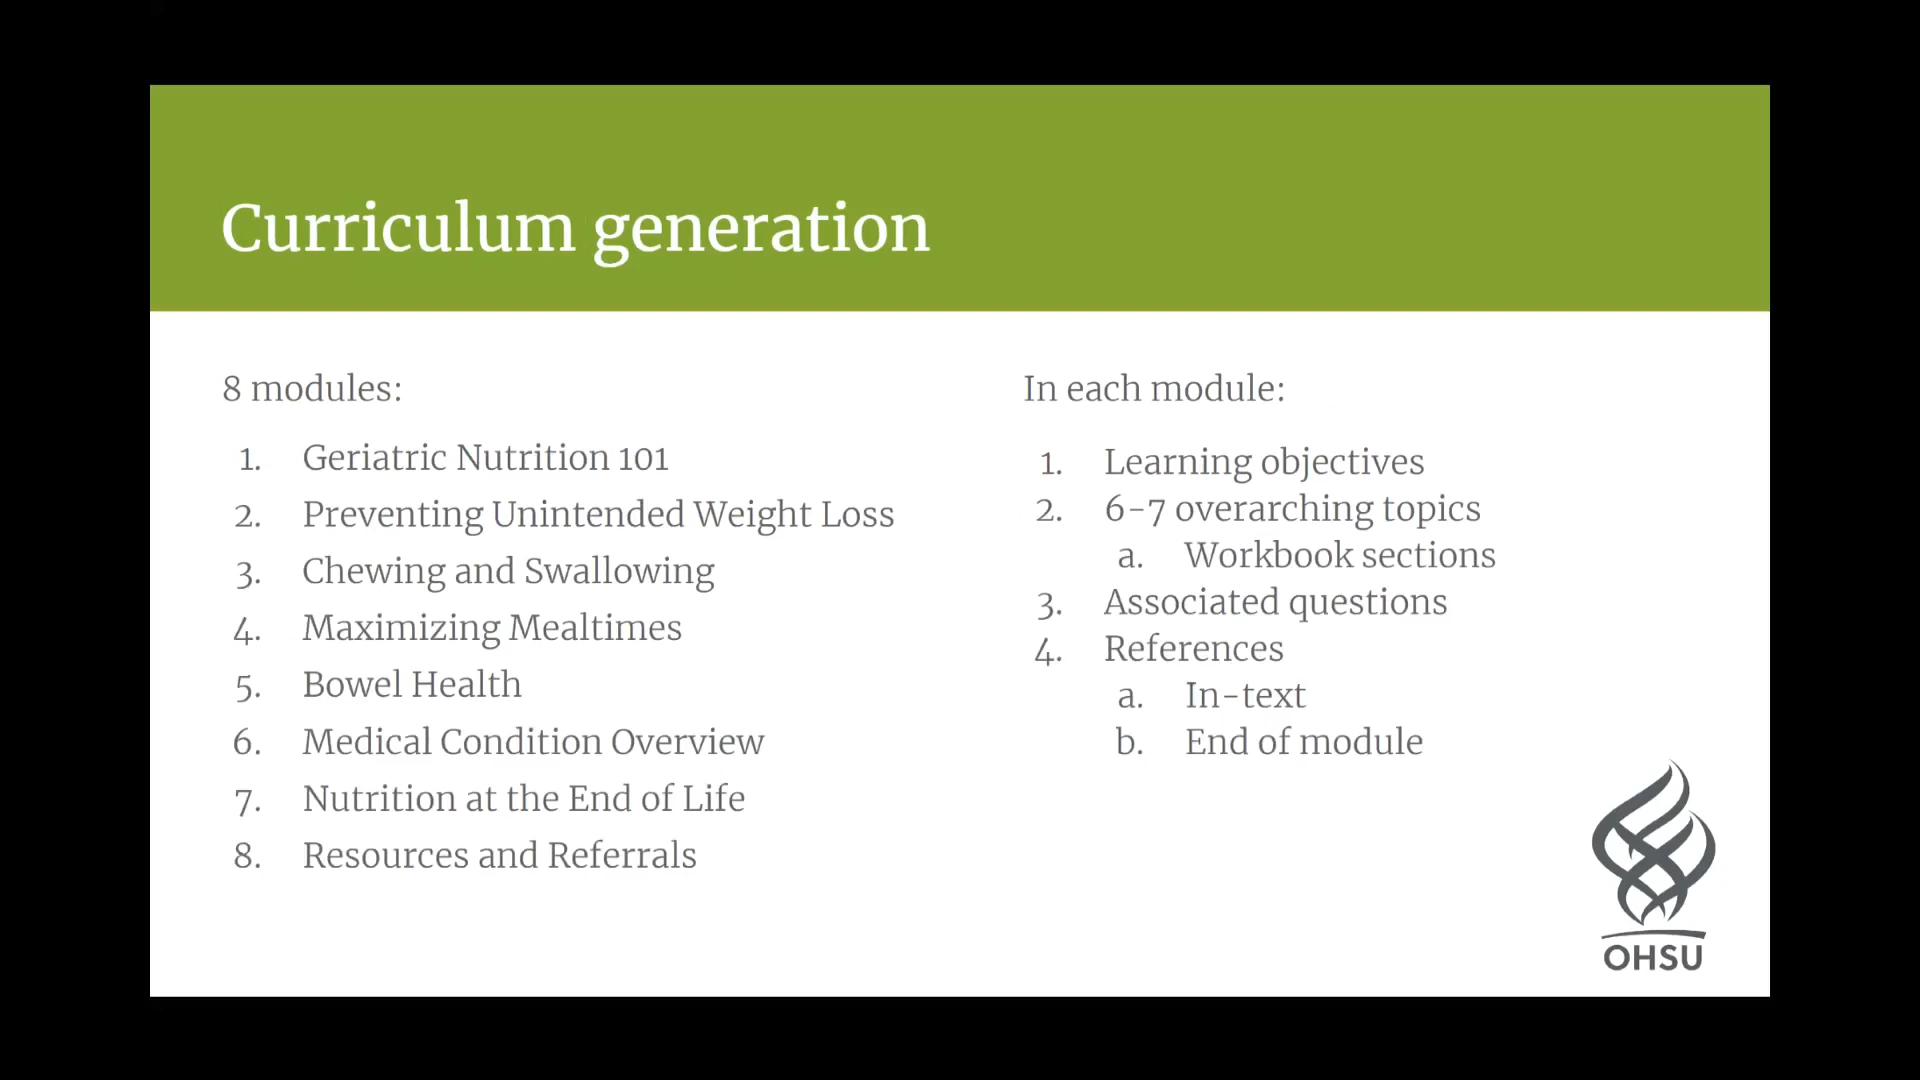 Curriculum generation
8 modules:
1. Geriatric Nutrition 101
2. Preventing Unintended Weight Loss
3. Chewing and Swallowing
4. Maximizing Mealtimes
5. Bowel Health
6. Medical Condition Overview
7. Nutrition at the End of Life
8. Resources and Referrals
In each module:
1. Learning objectives
2. 6-7 overarching topics
a. Workbook sections
3. Associated questions
4. References
a. In-text
b. End of module
OHSU